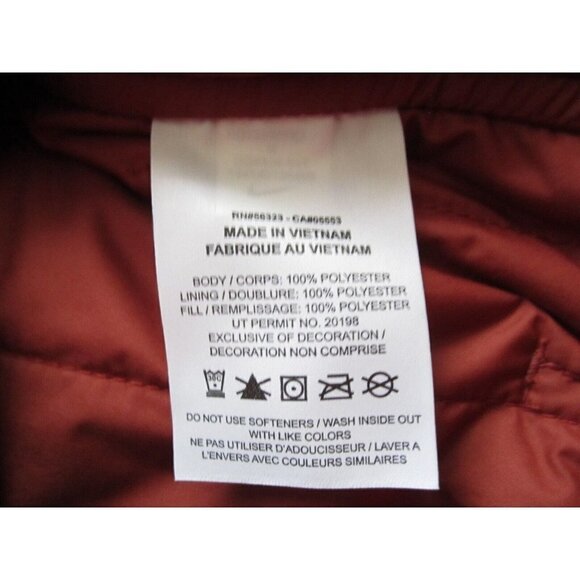 RN#56323 - CA#05553
MADE IN VIETNAM
FABRIQUE AU VIETNAM
BODY / CORPS: 100% POLYESTER
LINING / DOUBLURE: 100% POLYESTER
FILL / REMPLISSAGE: 100% POLYESTER
UT PERMIT NO. 20198
EXCLUSIVE OF DECORATION /
DECORATION NON COMPRISE
DO NOT USE SOFTENERS / WASH INSIDE OUT
WITH LIKE COLORS
NE PAS UTILISER D'ADOUCISSEUR / LAVER A
L'ENVERS AVEC COULEURS SIMILAIRES